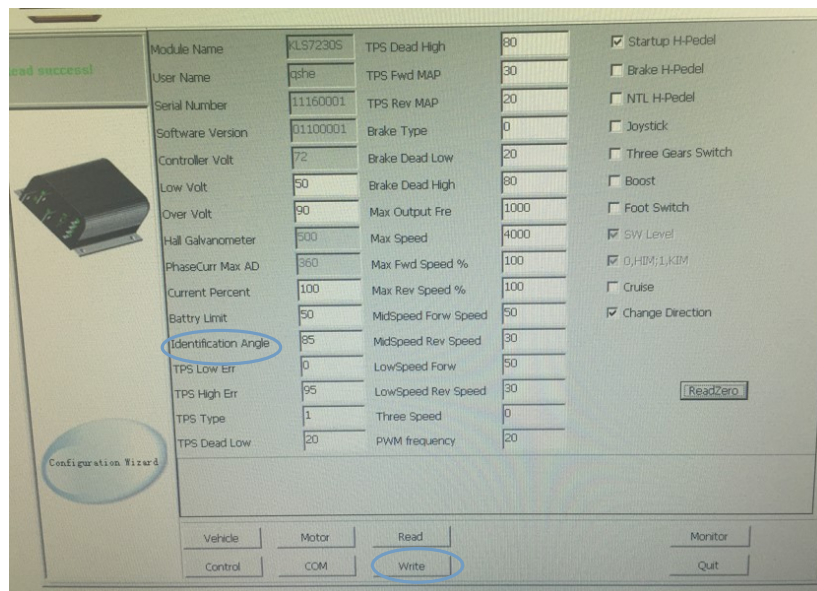 Module Name KLS7230S TPS Dead High 80 Startup H-Pedel
ead success!
User Name qshe TPS Fwd MAP 30 Brake H-Pedel
Serial Number 11160001 TPS Rev MAP 20 NTL H-Pedel
Software Version 01100001 Brake Type 0 Joystick
Controller Volt 72 Brake Dead Low 20 Three Gears Switch
Low Volt 50 Brake Dead High 80 Boost
Over Volt 90 Max Output Fre 1000 Foot Switch
Hall Galvanometer 500 Max Speed 4000 SW Level
PhaseCurr Max AD 360 Max Fwd Speed % 100 0,HIM;1,KIM
Current Percent 100 Max Rev Speed % 100 Cruise
Battry Limit 50 MidSpeed Forw Speed 50 Change Direction
Identification Angle 85 MidSpeed Rev Speed 30
TPS Low Err 0 LowSpeed Forw 50
TPS High Err 95 LowSpeed Rev Speed 30 ReadZero
TPS Type 1 Three Speed 0
TPS Dead Low 20 PWM frequency 20
Configuration Wizard
Vehicle Motor Read Monitor
Control COM Write Quit